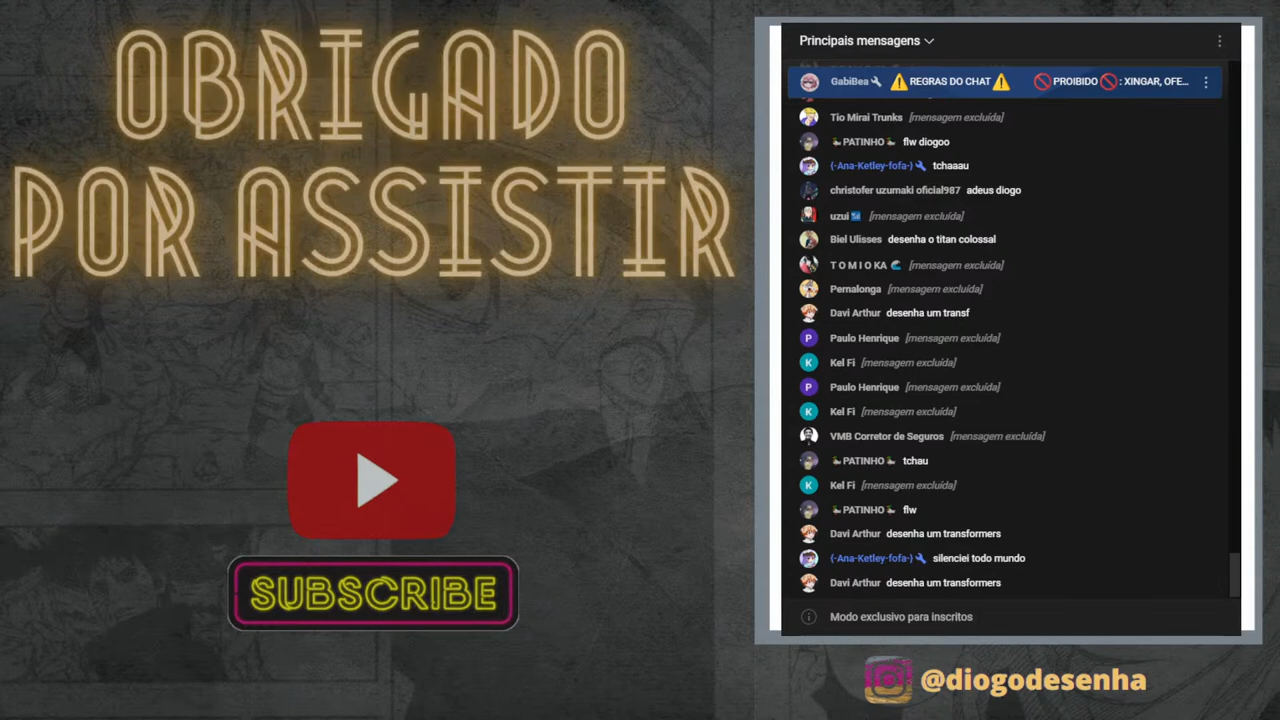 OBRIGADO
POR ASSISTIR
SUBSCRIBE
Principais mensagens
GabiBea ⚠️ REGRAS DO CHAT ⚠️ 🚫PROIBIDO🚫: XINGAR, OFE...
Tio Mirai Trunks [mensagem excluída]
🦆PATINHO🦆 flw diogoo
{-Ana-Ketley-fofa-} tchaaau
christofer uzumaki oficial987 adeus diogo
uzui [mensagem excluída]
Biel Ulisses desenha o titan colossal
T O M I O KA 🌊 [mensagem excluída]
Pernalonga [mensagem excluída]
Davi Arthur desenha um transf
P Paulo Henrique [mensagem excluída]
K Kel Fi [mensagem excluída]
P Paulo Henrique [mensagem excluída]
K Kel Fi [mensagem excluída]
VMB Corretor de Seguros [mensagem excluída]
🦆PATINHO🦆 tchau
K Kel Fi [mensagem excluída]
🦆PATINHO🦆 flw
Davi Arthur desenha um transformers
{-Ana-Ketley-fofa-} silenciei todo mundo
Davi Arthur desenha um transformers
Modo exclusivo para inscritos
@diogodesenha